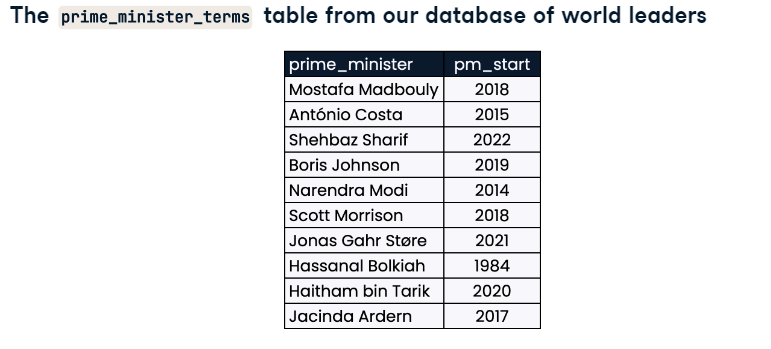 The prime_minister_terms table from our database of world leaders
prime_minister pm_start
Mostafa Madbouly 2018
António Costa 2015
Shehbaz Sharif 2022
Boris Johnson 2019
Narendra Modi 2014
Scott Morrison 2018
Jonas Gahr Støre 2021
Hassanal Bolkiah 1984
Haitham bin Tarik 2020
Jacinda Ardern 2017